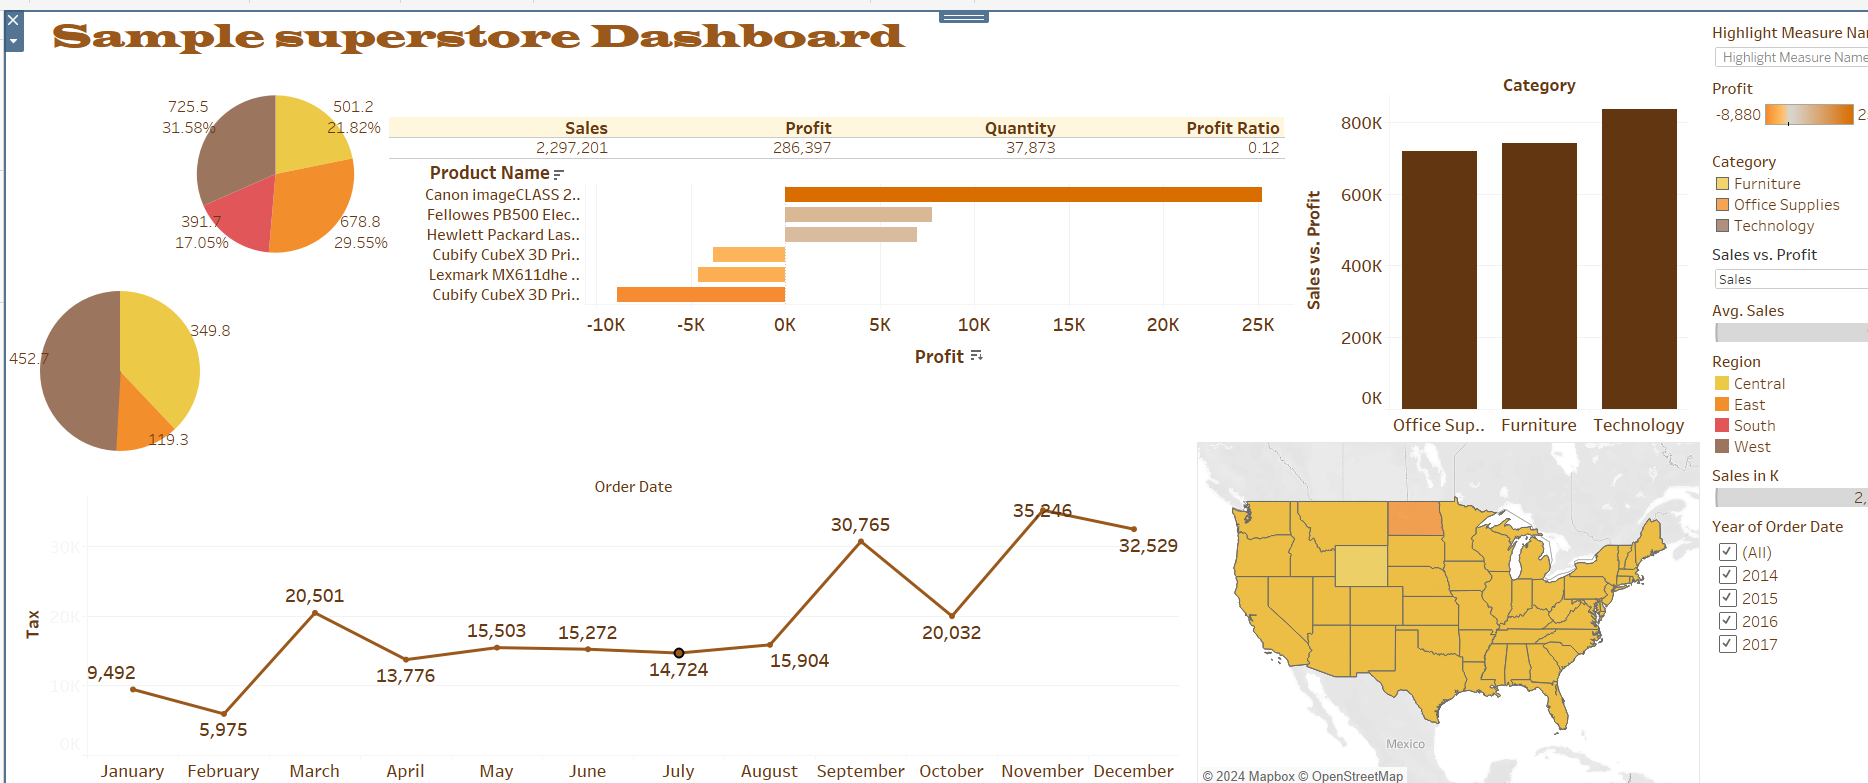 Sample superstore Dashboard
725.5
31.58%
501.2
21.82%
391.7
17.05%
678.8
29.55%
Sales Profit Quantity Profit Ratio
2,297,201 286,397 37,873 0.12
Product Name
Canon imageCLASS 2..
Fellowes PB500 Elec..
Hewlett Packard Las..
Cubify CubeX 3D Pri..
Lexmark MX611dhe ..
Cubify CubeX 3D Pri..
-10K -5K 0K 5K 10K 15K 20K 25K
Profit
349.8
452.7
119.3
Category
Sales vs. Profit
800K
600K
400K
200K
0K
Office Sup.. Furniture Technology
Order Date
Tax
30K
20K
10K
0K
9,492
5,975
20,501
13,776
15,503
15,272
14,724
15,904
30,765
20,032
35,246
32,529
January February March April May June July August September October November December
Mexico
© 2024 Mapbox © OpenStreetMap
Highlight Measure Na
Highlight Measure Name
Profit
-8,880 2
Category
Furniture
Office Supplies
Technology
Sales vs. Profit
Sales
Avg. Sales
Region
Central
East
South
West
Sales in K
2,
Year of Order Date
(All)
2014
2015
2016
2017